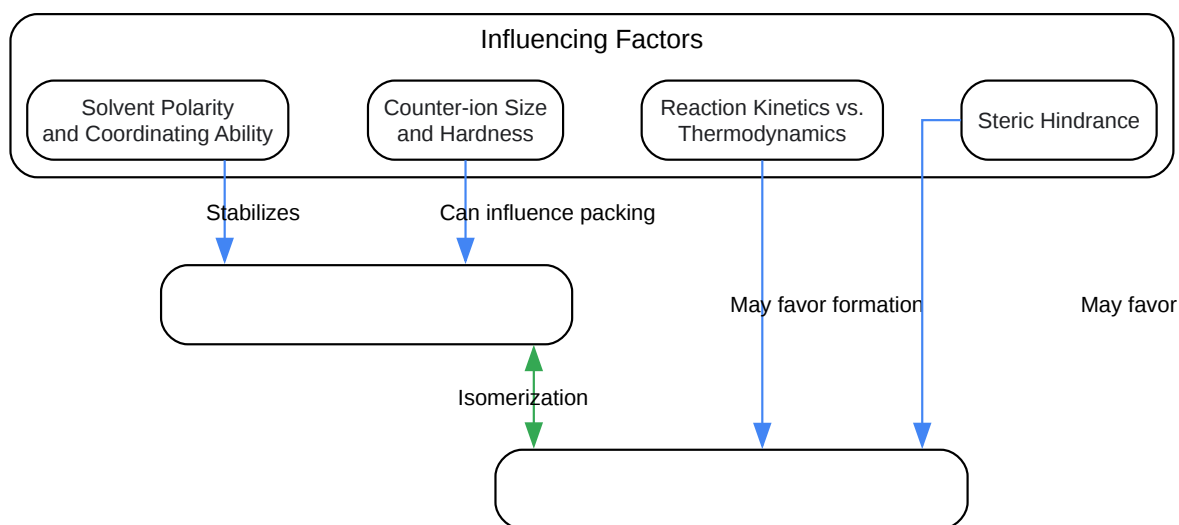 Influencing Factors
Solvent Polarity
and Coordinating Ability
Counter-ion Size
and Hardness
Reaction Kinetics vs.
Thermodynamics
Steric Hindrance
Stabilizes
Can influence packing
May favor formation
May favor
Isomerization